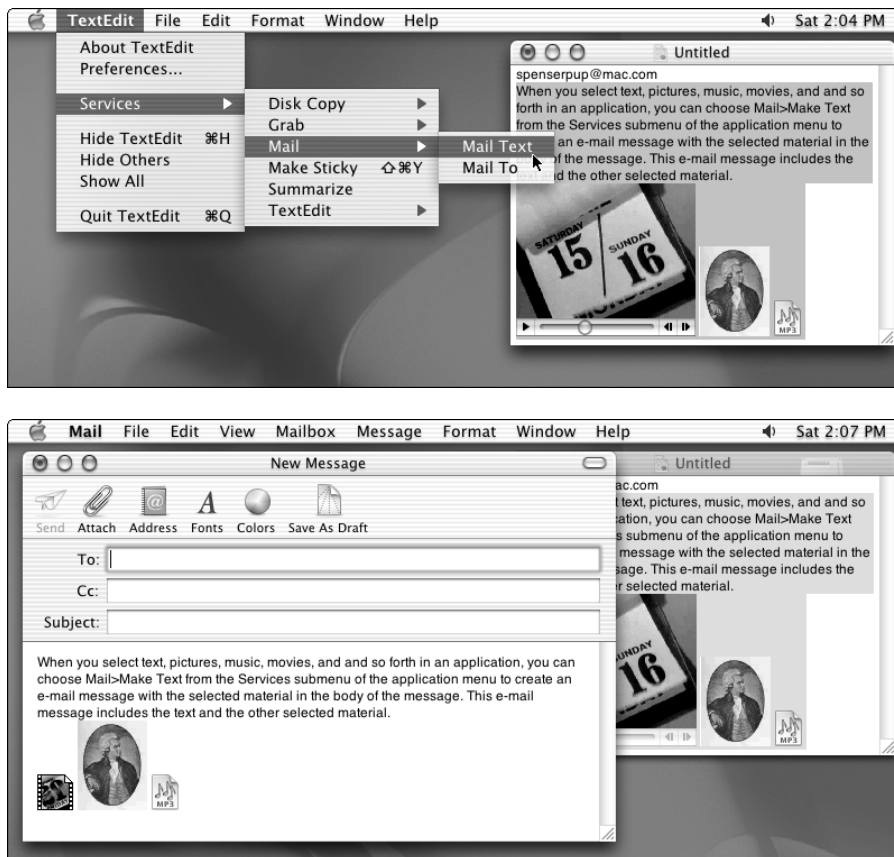 TextEdit File Edit Format Window Help Sat 2:04 PM
About TextEdit
Preferences...
Services
Hide TextEdit ⌘H
Hide Others
Show All
Quit TextEdit ⌘Q
Disk Copy
Grab
Mail
Make Sticky ⇧⌘Y
Summarize
TextEdit
Mail Text
Mail To
Untitled
spenserpup@mac.com
When you select text, pictures, music, movies, and and so
forth in an application, you can choose Mail>Make Text
from the Services submenu of the application menu to
an e-mail message with the selected material in the
of the message. This e-mail message includes the
text and the other selected material.
SATURDAY
15
SUNDAY
16
MONDAY
MP3
Mail File Edit View Mailbox Message Format Window Help Sat 2:07 PM
New Message
Send Attach Address Fonts Colors Save As Draft
To:
Cc:
Subject:
When you select text, pictures, music, movies, and and so forth in an application, you can
choose Mail>Make Text from the Services submenu of the application menu to create an
e-mail message with the selected material in the body of the message. This e-mail
message includes the text and the other selected material.
MP3
Untitled
ac.com
t text, pictures, music, movies, and and so
cation, you can choose Mail>Make Text
s submenu of the application menu to
message with the selected material in the
sage. This e-mail message includes the
r selected material.
SUNDAY
16
MP3